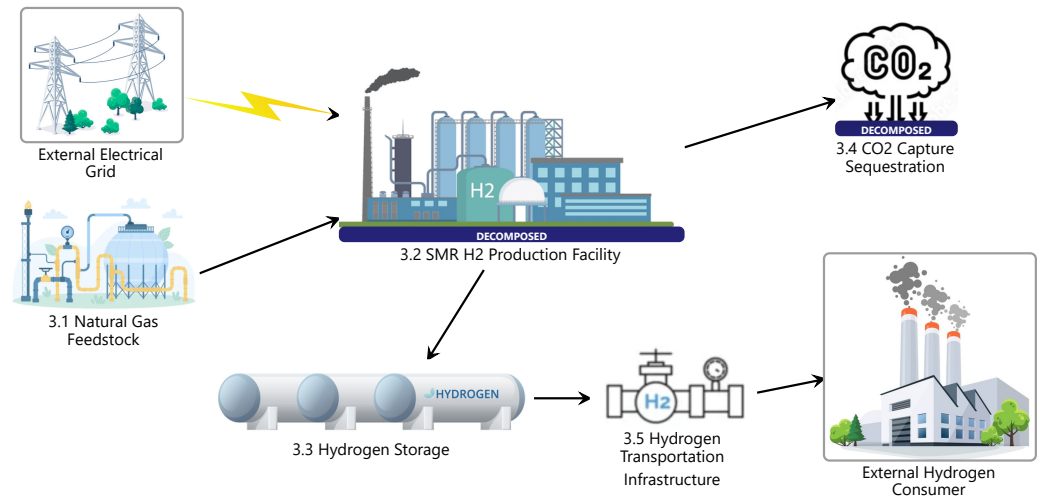 External Electrical
Grid
CO2
DECOMPOSED
3.4 CO2 Capture
Sequestration
H2
DECOMPOSED
3.2 SMR H2 Production Facility
3.1 Natural Gas
Feedstock
HYDROGEN
3.3 Hydrogen Storage
H2
3.5 Hydrogen
Transportation
Infrastructure
External Hydrogen
Consumer